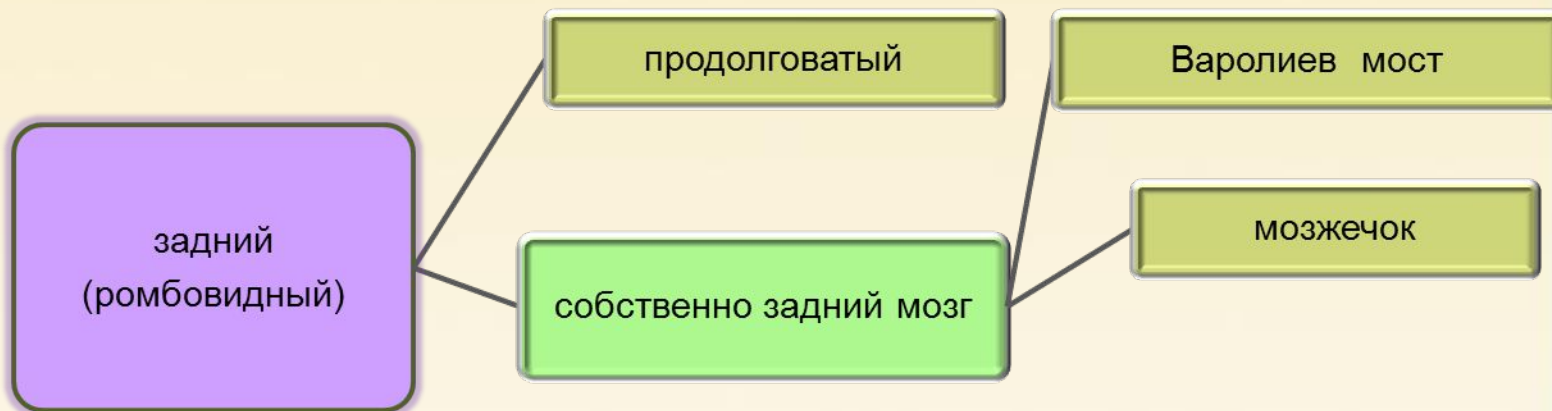 продолговатый
Варолиев мост
задний
(ромбовидный)
мозжечок
собственно задний мозг